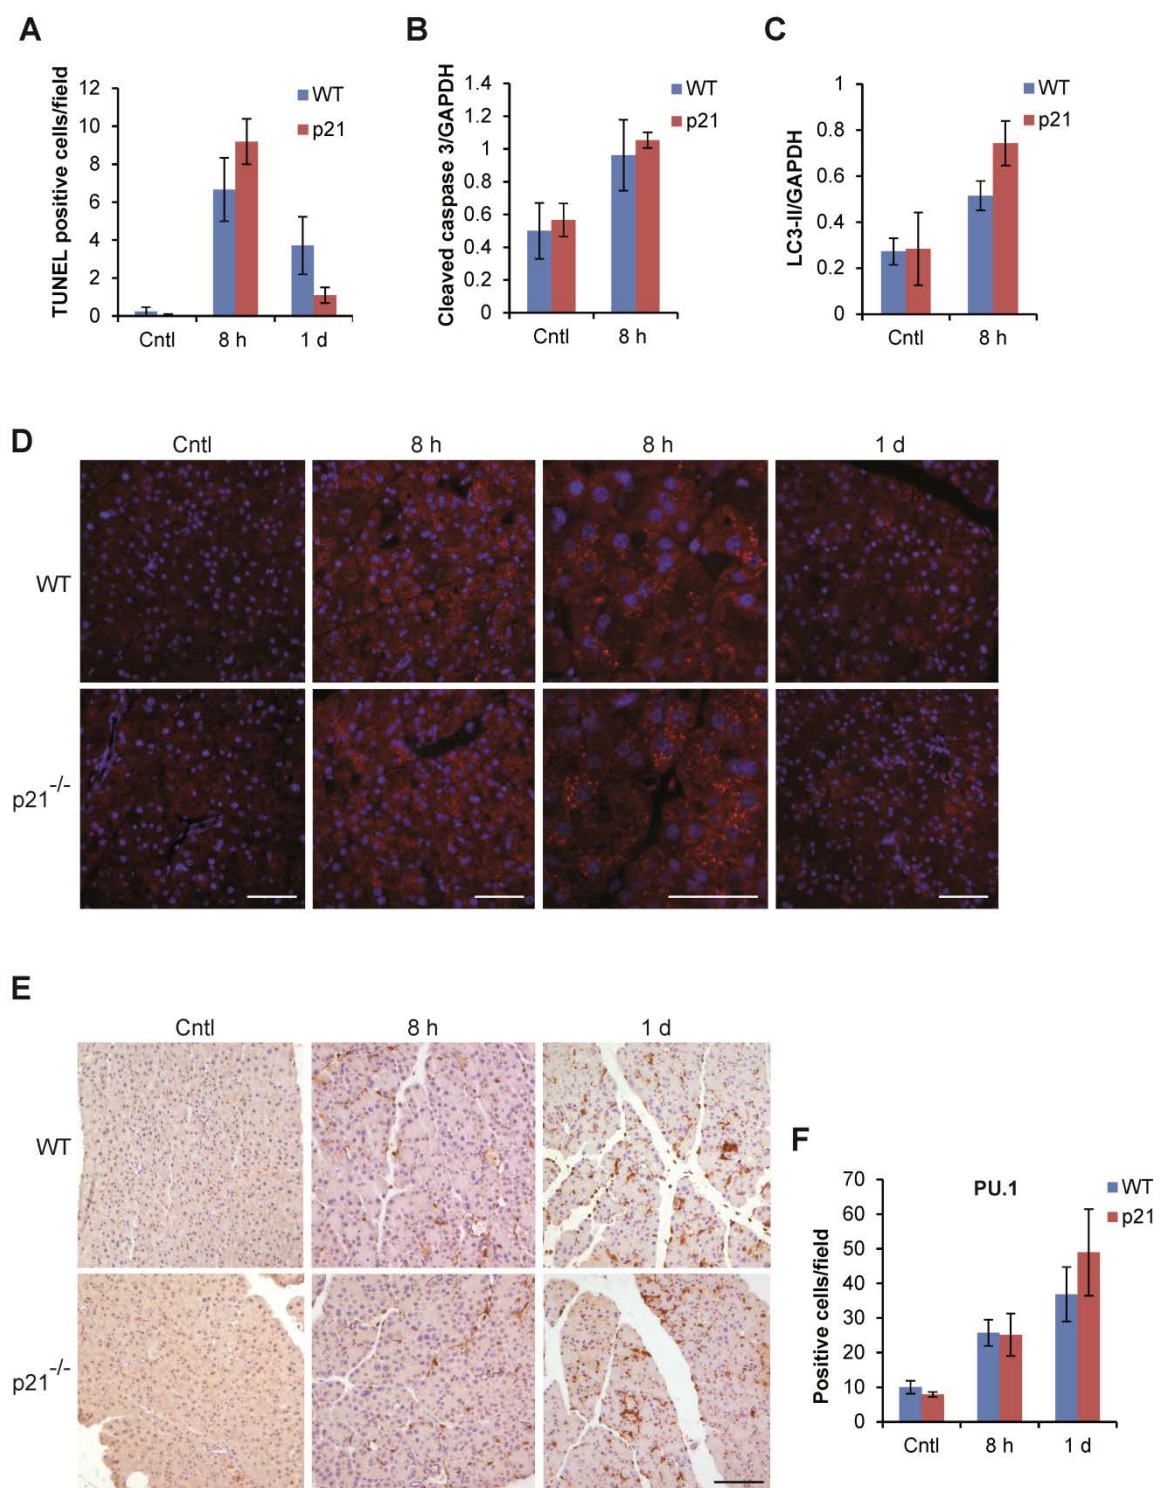 A
TUNEL positive cells/field
12
10
8
6
4
2
0
Cntl 8 h 1 d
WT
p21
B
Cleaved caspase 3/GAPDH
1.4
1.2
1
0.8
0.6
0.4
0.2
0
Cntl 8 h
WT
p21
C
LC3-II/GAPDH
1
0.8
0.6
0.4
0.2
0
Cntl 8 h
WT
p21
D
Cntl 8 h 8 h 1 d
WT
p21-/-
E
Cntl 8 h 1 d
WT
p21-/-
F
PU.1
Positive cells/field
70
60
50
40
30
20
10
0
Cntl 8 h 1 d
WT
p21